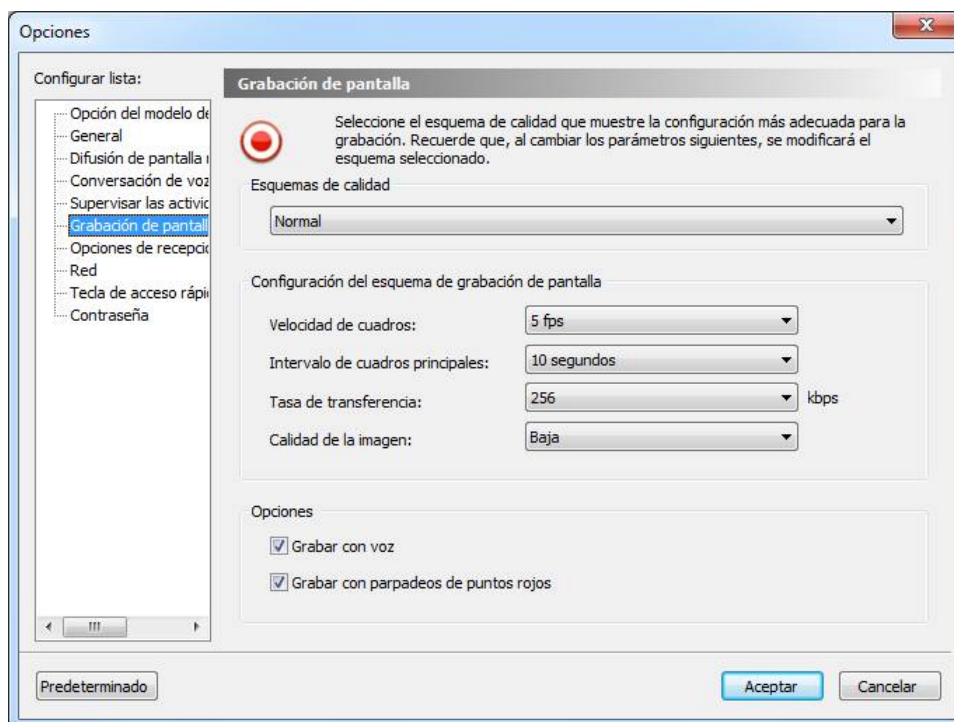 Opciones
Configurar lista:
Opción del modelo de
General
Difusión de pantalla
Conversación de voz
Supervisar las activic
Grabación de pantall
Opciones de recepció
Red
Tecla de acceso rápi
Contraseña
Grabación de pantalla
Seleccione el esquema de calidad que muestre la configuración más adecuada para la
grabación. Recuerde que, al cambiar los parámetros siguientes, se modificará el
esquema seleccionado.
Esquemas de calidad
Normal
Configuración del esquema de grabación de pantalla
Velocidad de cuadros:
5 fps
Intervalo de cuadros principales:
10 segundos
Tasa de transferencia:
256
kbps
Calidad de la imagen:
Baja
Opciones
Grabar con voz
Grabar con parpadeos de puntos rojos
Predeterminado
Aceptar
Cancelar